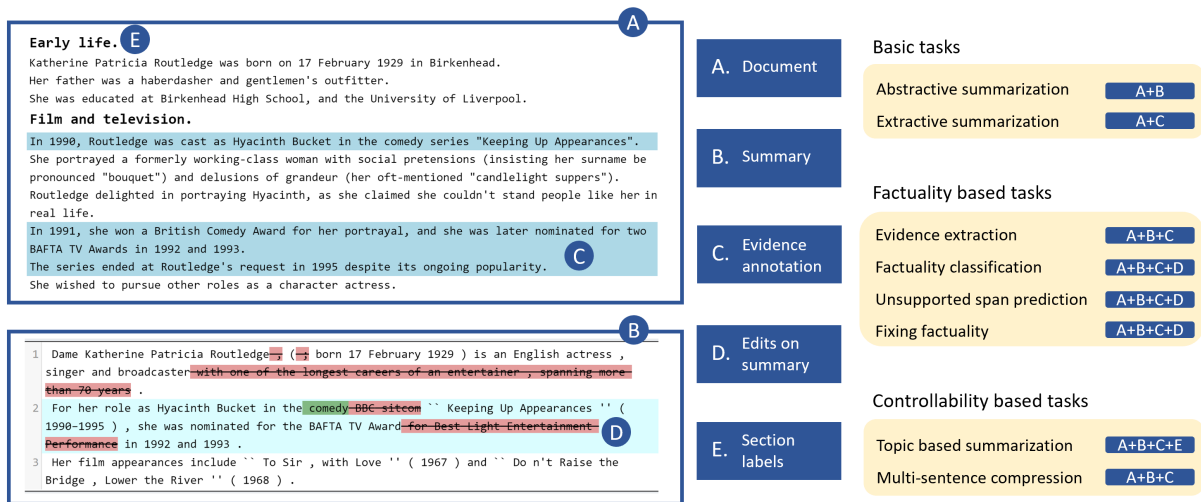 A
Early life. E
Katherine Patricia Routledge was born on 17 February 1929 in Birkenhead.
Her father was a haberdasher and gentlemen's outfitter.
She was educated at Birkenhead High School, and the University of Liverpool.
Film and television.
In 1990, Routledge was cast as Hyacinth Bucket in the comedy series "Keeping Up Appearances".
She portrayed a formerly working-class woman with social pretensions (insisting her surname be
pronounced "bouquet") and delusions of grandeur (her oft-mentioned "candlelight suppers").
Routledge delighted in portraying Hyacinth, as she claimed she couldn't stand people like her in
real life.
In 1991, she won a British Comedy Award for her portrayal, and she was later nominated for two
BAFTA TV Awards in 1992 and 1993.
The series ended at Routledge's request in 1995 despite its ongoing popularity. C
She wished to pursue other roles as a character actress.
B
1 Dame Katherine Patricia Routledge , ( ; born 17 February 1929 ) is an English actress ,
singer and broadcaster with one of the longest careers of an entertainer , spanning more
than 70 years .
2 For her role as Hyacinth Bucket in the comedy BBC sitcom `` Keeping Up Appearances '' (
1990–1995 ) , she was nominated for the BAFTA TV Award for Best Light Entertainment
Performance in 1992 and 1993 . D
3 Her film appearances include `` To Sir , with Love '' ( 1967 ) and `` Do n't Raise the
Bridge , Lower the River '' ( 1968 ) .
A. Document
B. Summary
C. Evidence
annotation
D. Edits on
summary
E. Section
labels
Basic tasks
Abstractive summarization A+B
Extractive summarization A+C
Factuality based tasks
Evidence extraction A+B+C
Factuality classification A+B+C+D
Unsupported span prediction A+B+C+D
Fixing factuality A+B+C+D
Controllability based tasks
Topic based summarization A+B+C+E
Multi-sentence compression A+B+C